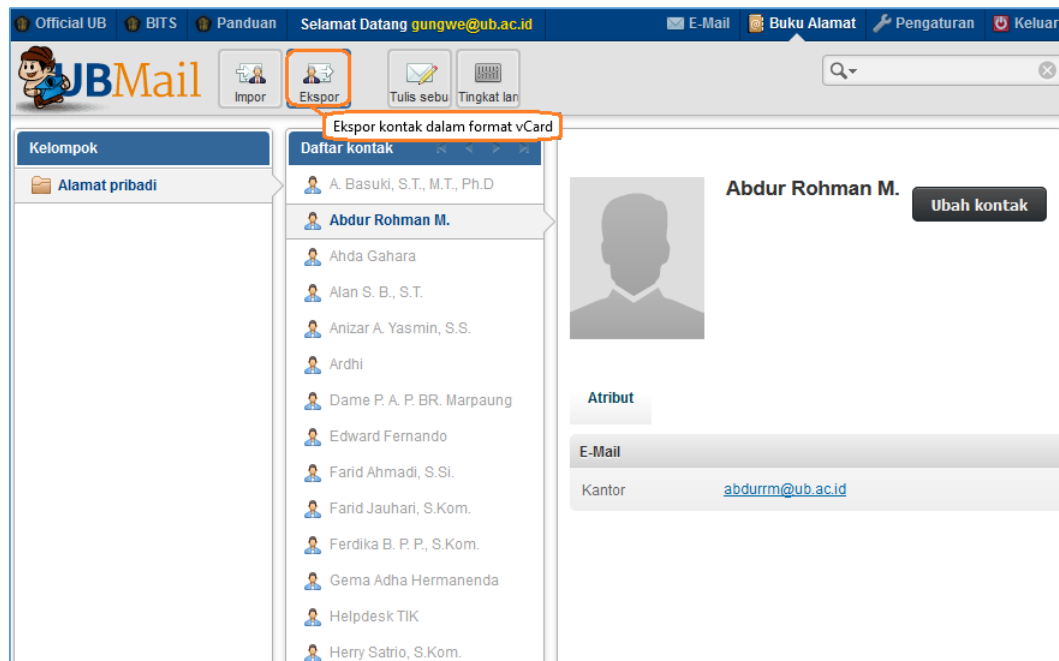 Official UB BITS Panduan Selamat Datang gungwe@ub.ac.id E-Mail Buku Alamat Pengaturan Keluar
UBMail
Impor Ekspor Tulis sebu Tingkat lan
Ekspor kontak dalam format vCard
Kelompok
Alamat pribadi
Daftar kontak
A. Basuki, S.T., M.T., Ph.D
Abdur Rohman M.
Ahda Gahara
Alan S. B., S.T.
Anizar A. Yasmin, S.S.
Ardhi
Dame P. A. P. BR. Marpaung
Edward Fernando
Farid Ahmadi, S.Si.
Farid Jauhari, S.Kom.
Ferdika B. P. P., S.Kom.
Gema Adha Hermanenda
Helpdesk TIK
Herry Satrio, S.Kom.
Abdur Rohman M.
Ubah kontak
Atribut
E-Mail
Kantor abdurrm@ub.ac.id